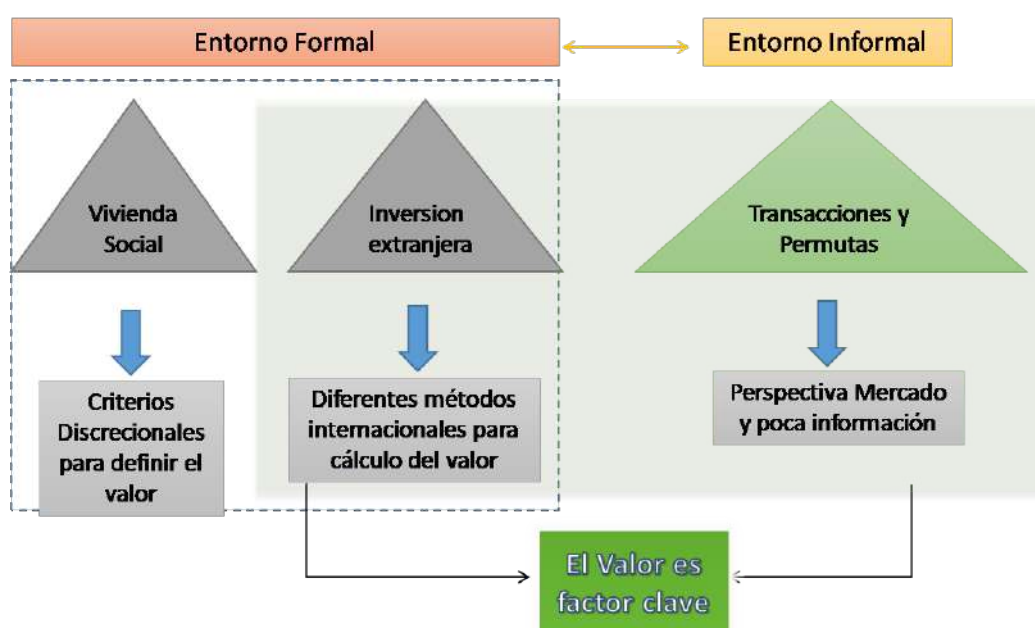 Entorno Formal
Entorno Informal
Vivienda
Social
Inversion
extranjera
Transacciones y
Permutas
Criterios
Discrecionales
para definir el
valor
Diferentes métodos
internacionales para
cálculo del valor
Perspectiva Mercado
y poca información
El Valor es
factor clave